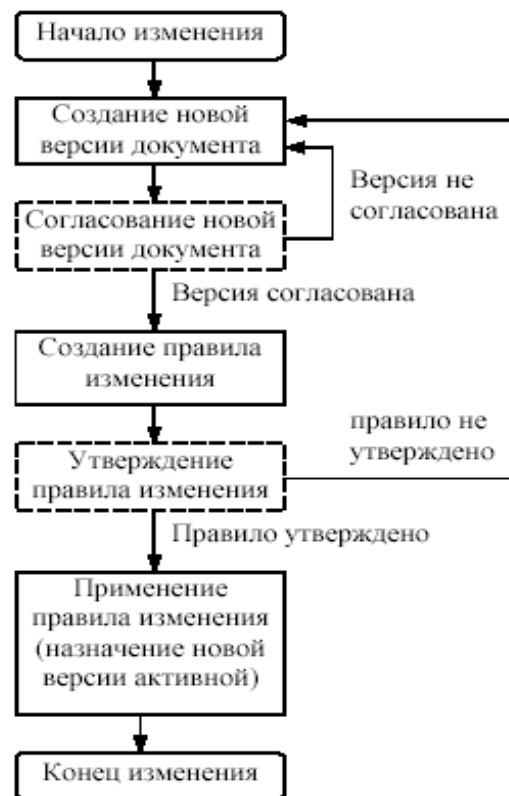 Начало изменения
Создание новой
версии документа
Версия не
согласована
Согласование новой
версии документа
Версия согласована
Создание правила
изменения
правило не
утверждено
Утверждение
правила изменения
Правило утверждено
Применение
правила изменения
(назначение новой
версии активной)
Конец изменения